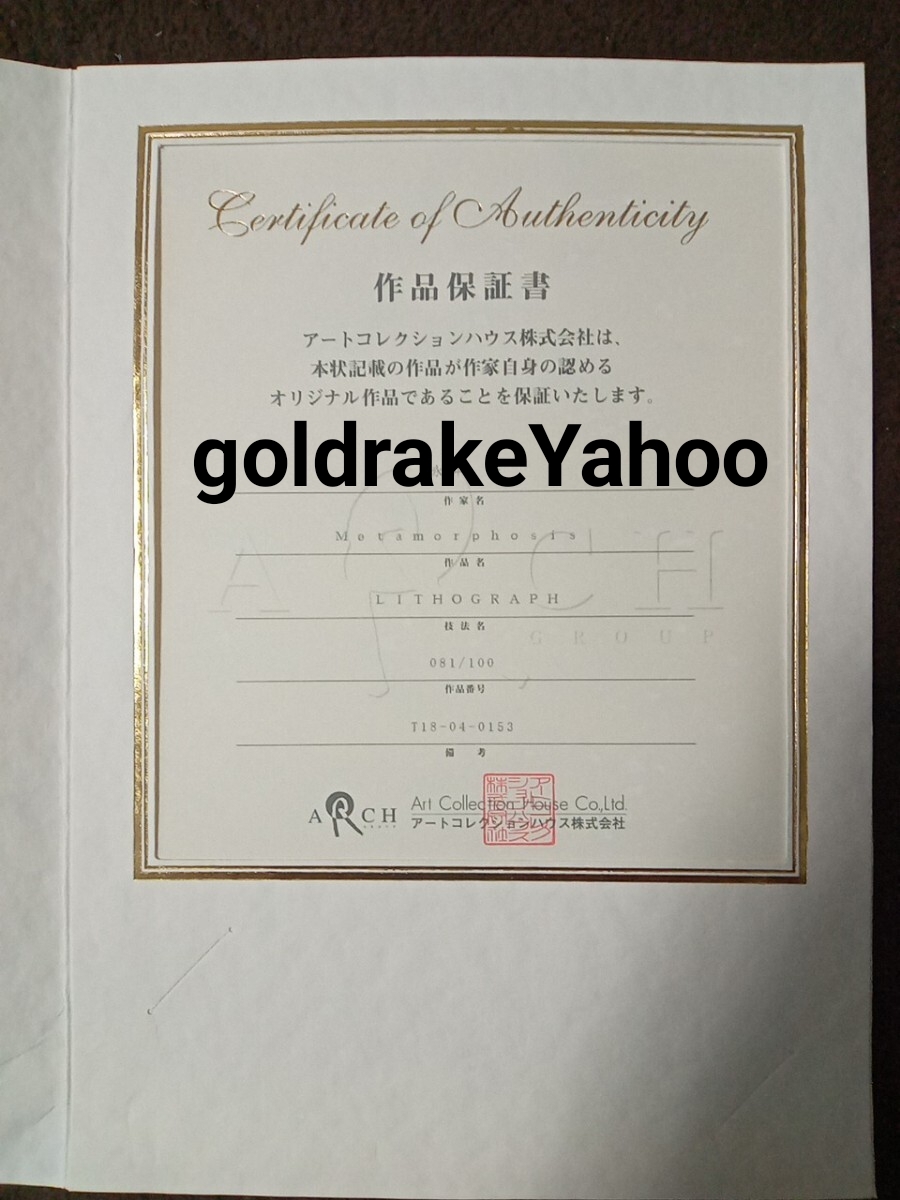 Certificate of Authenticity
作品保証書
アートコレクションハウス株式会社は、
本状記載の作品が作家自身の認める
オリジナル作品であることを保証いたします。
goldrakeYahoo
作家名
Metamorphosis
作品名
LITHOGRAPH
技法名
081/100
作品番号
T18-04-0153
備考
ARCH
GROUP
ARCH
Art Collection House Co.,Ltd.
アートコレクションハウス株式会社